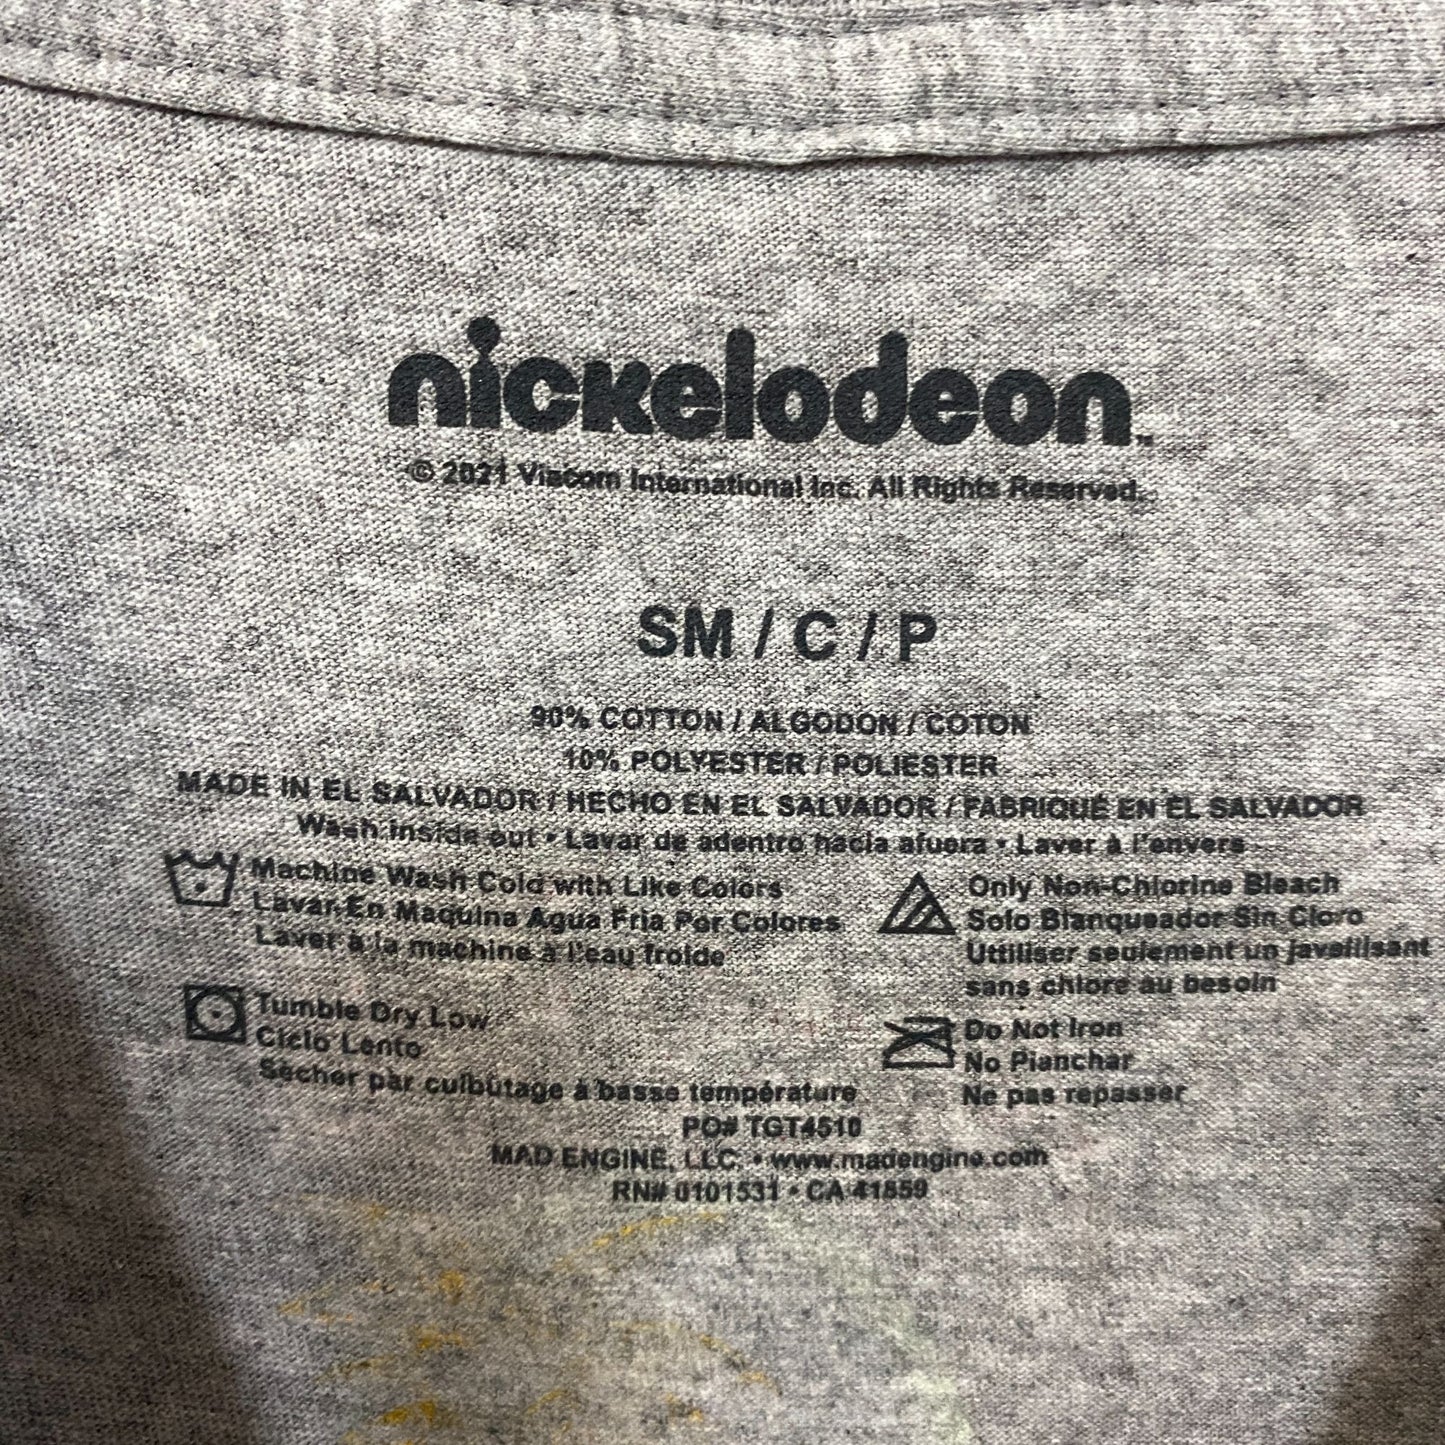 nickelodeon™
© 2021 Viacom International Inc. All Rights Reserved.
SM / C / P
90% COTTON / ALGODON / COTON
10% POLYESTER / POLIESTER
MADE IN EL SALVADOR / HECHO EN EL SALVADOR / FABRIQUÉ EN EL SALVADOR
Wash inside out • Lavar de adentro hacia afuera • Laver à l'envers
Machine Wash Cold with Like Colors
Lavar En Maquina Agua Fria Por Colores
Laver à la machine à l'eau froide
Only Non-Chlorine Bleach
Solo Blanqueador Sin Cloro
Uttiliser seulement un javellisant
sans chlore au besoin
Tumble Dry Low
Ciclo Lento
Sécher par culbutage à basse température
Do Not Iron
No Planchar
Ne pas repasser
PO# TGT4510
MAD ENGINE, LLC. • www.madengine.com
RN# 0101531 • CA 41859